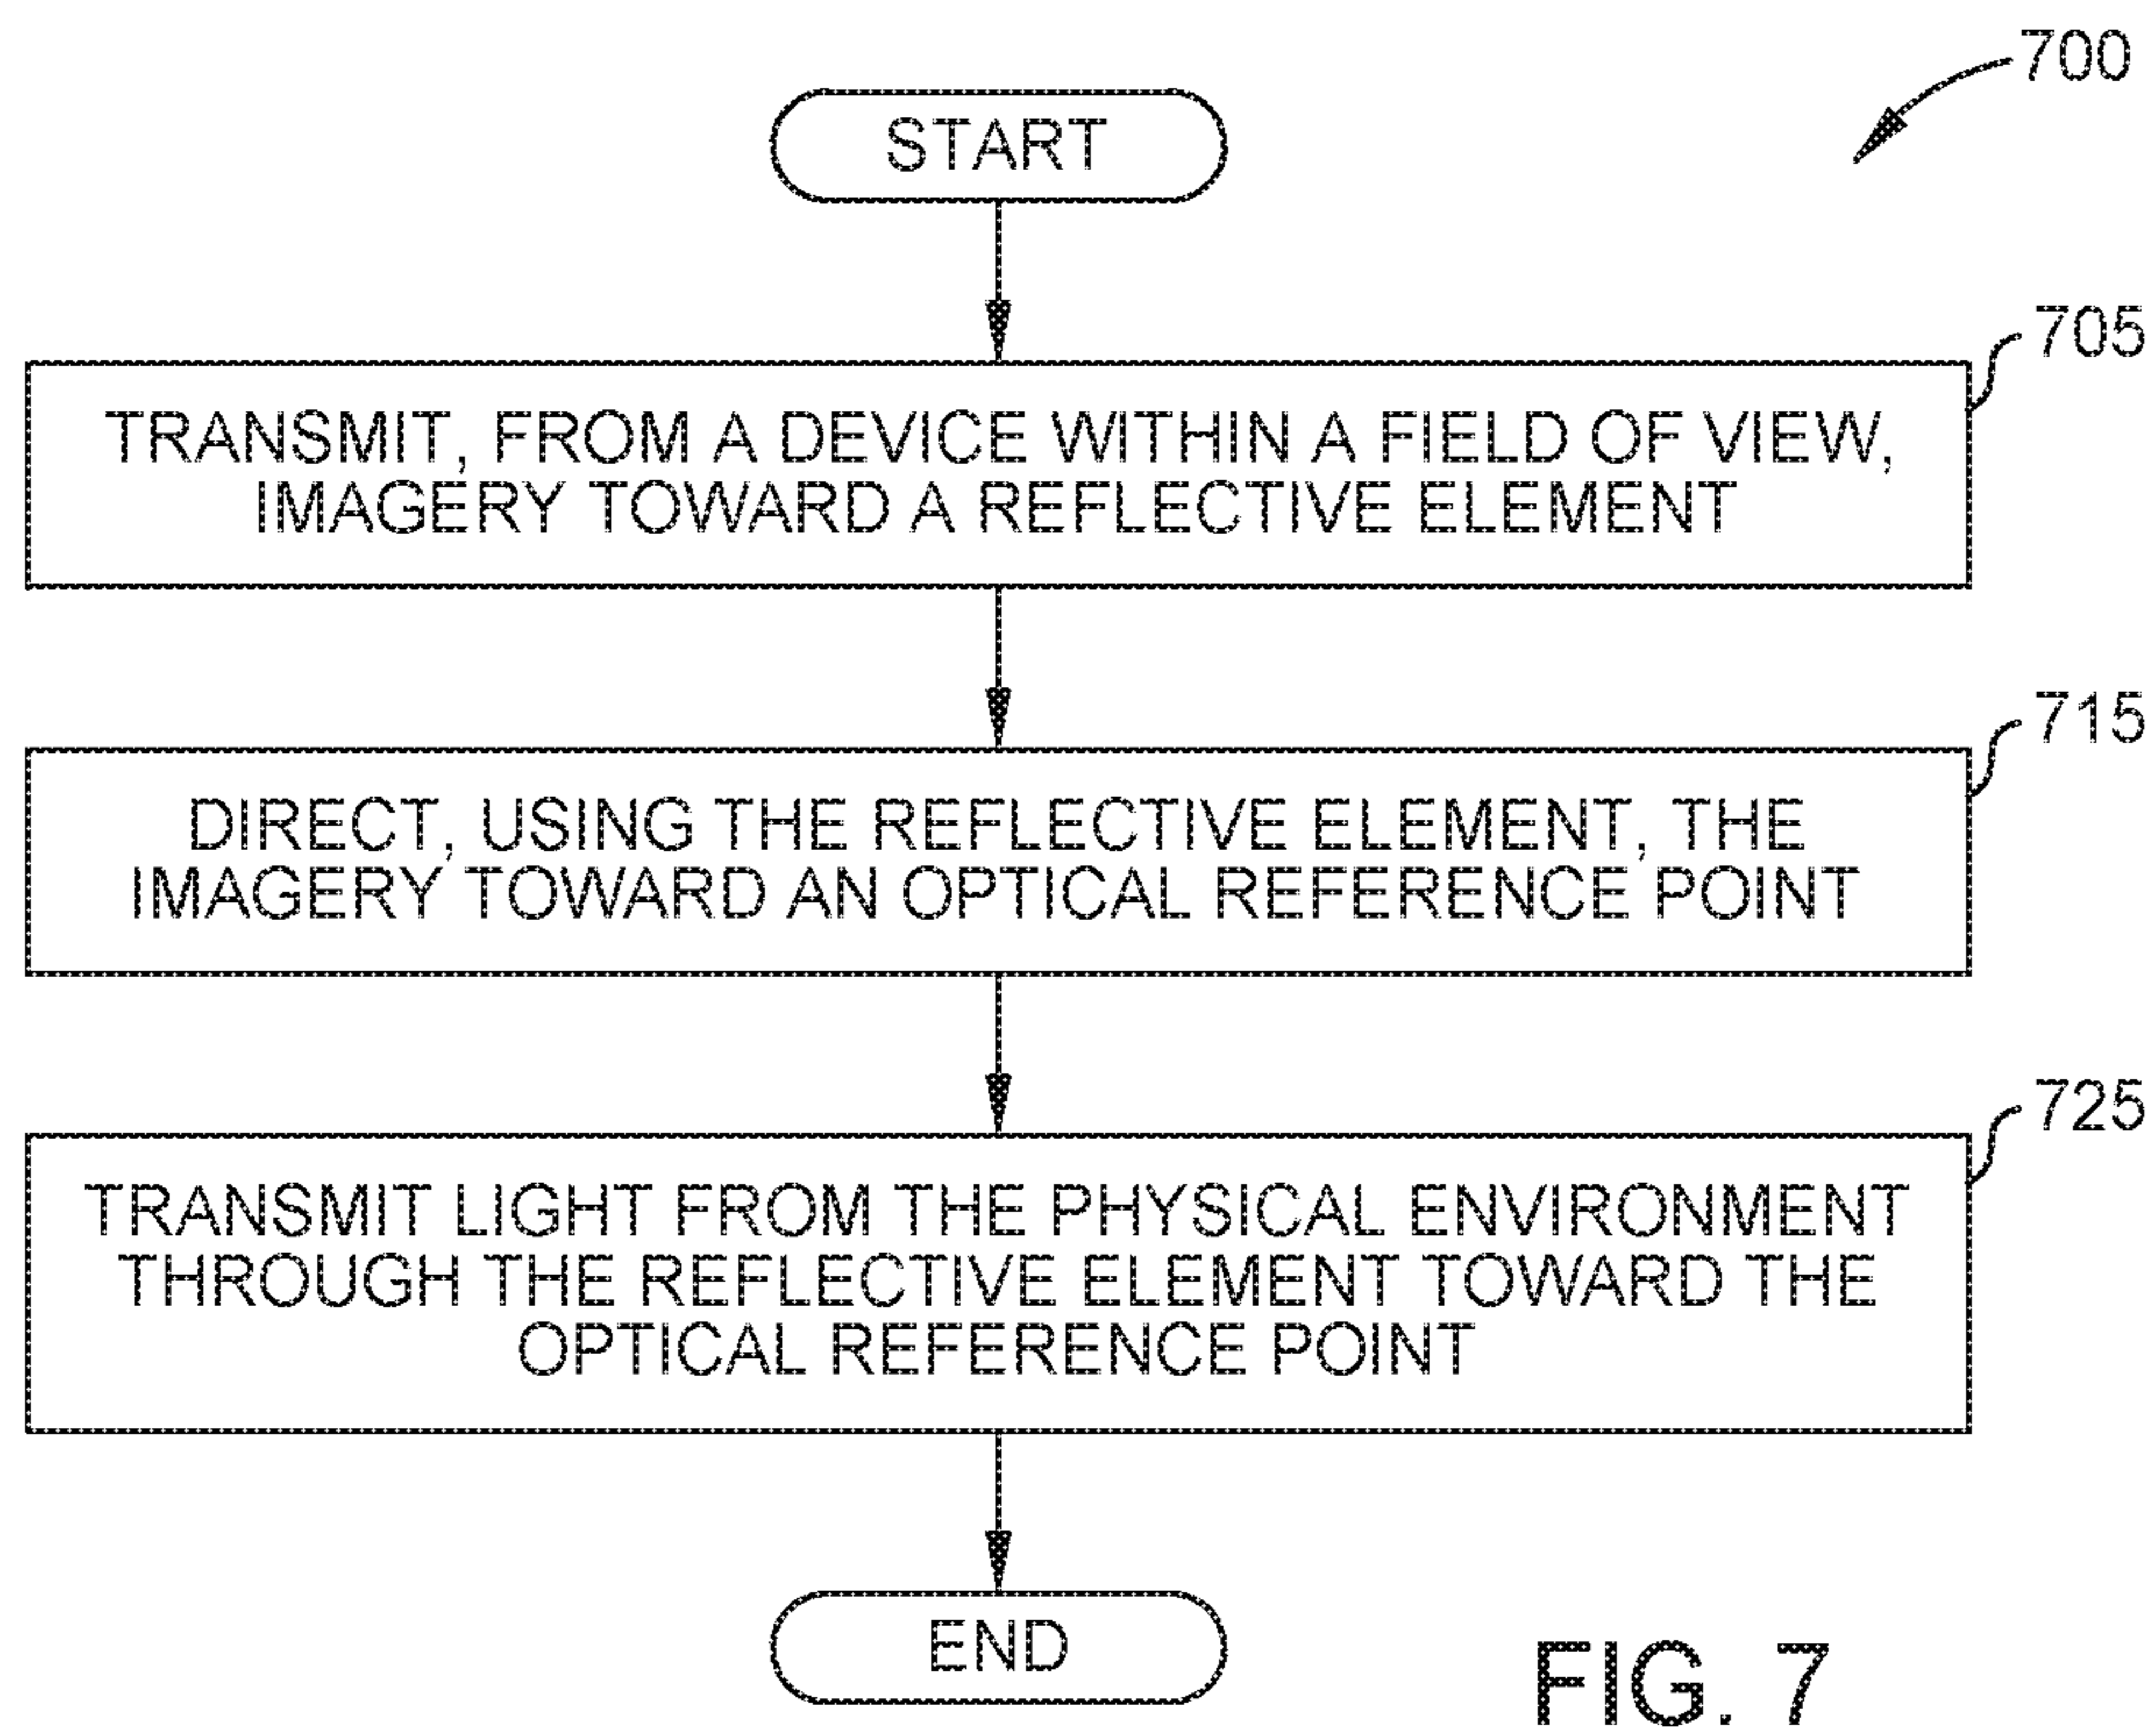 700
START
705
TRANSMIT, FROM A DEVICE WITHIN A FIELD OF VIEW,
IMAGERY TOWARD A REFLECTIVE ELEMENT
715
DIRECT, USING THE REFLECTIVE ELEMENT, THE
IMAGERY TOWARD AN OPTICAL REFERENCE POINT
725
TRANSMIT LIGHT FROM THE PHYSICAL ENVIRONMENT
THROUGH THE REFLECTIVE ELEMENT TOWARD THE
OPTICAL REFERENCE POINT
END
FIG. 7